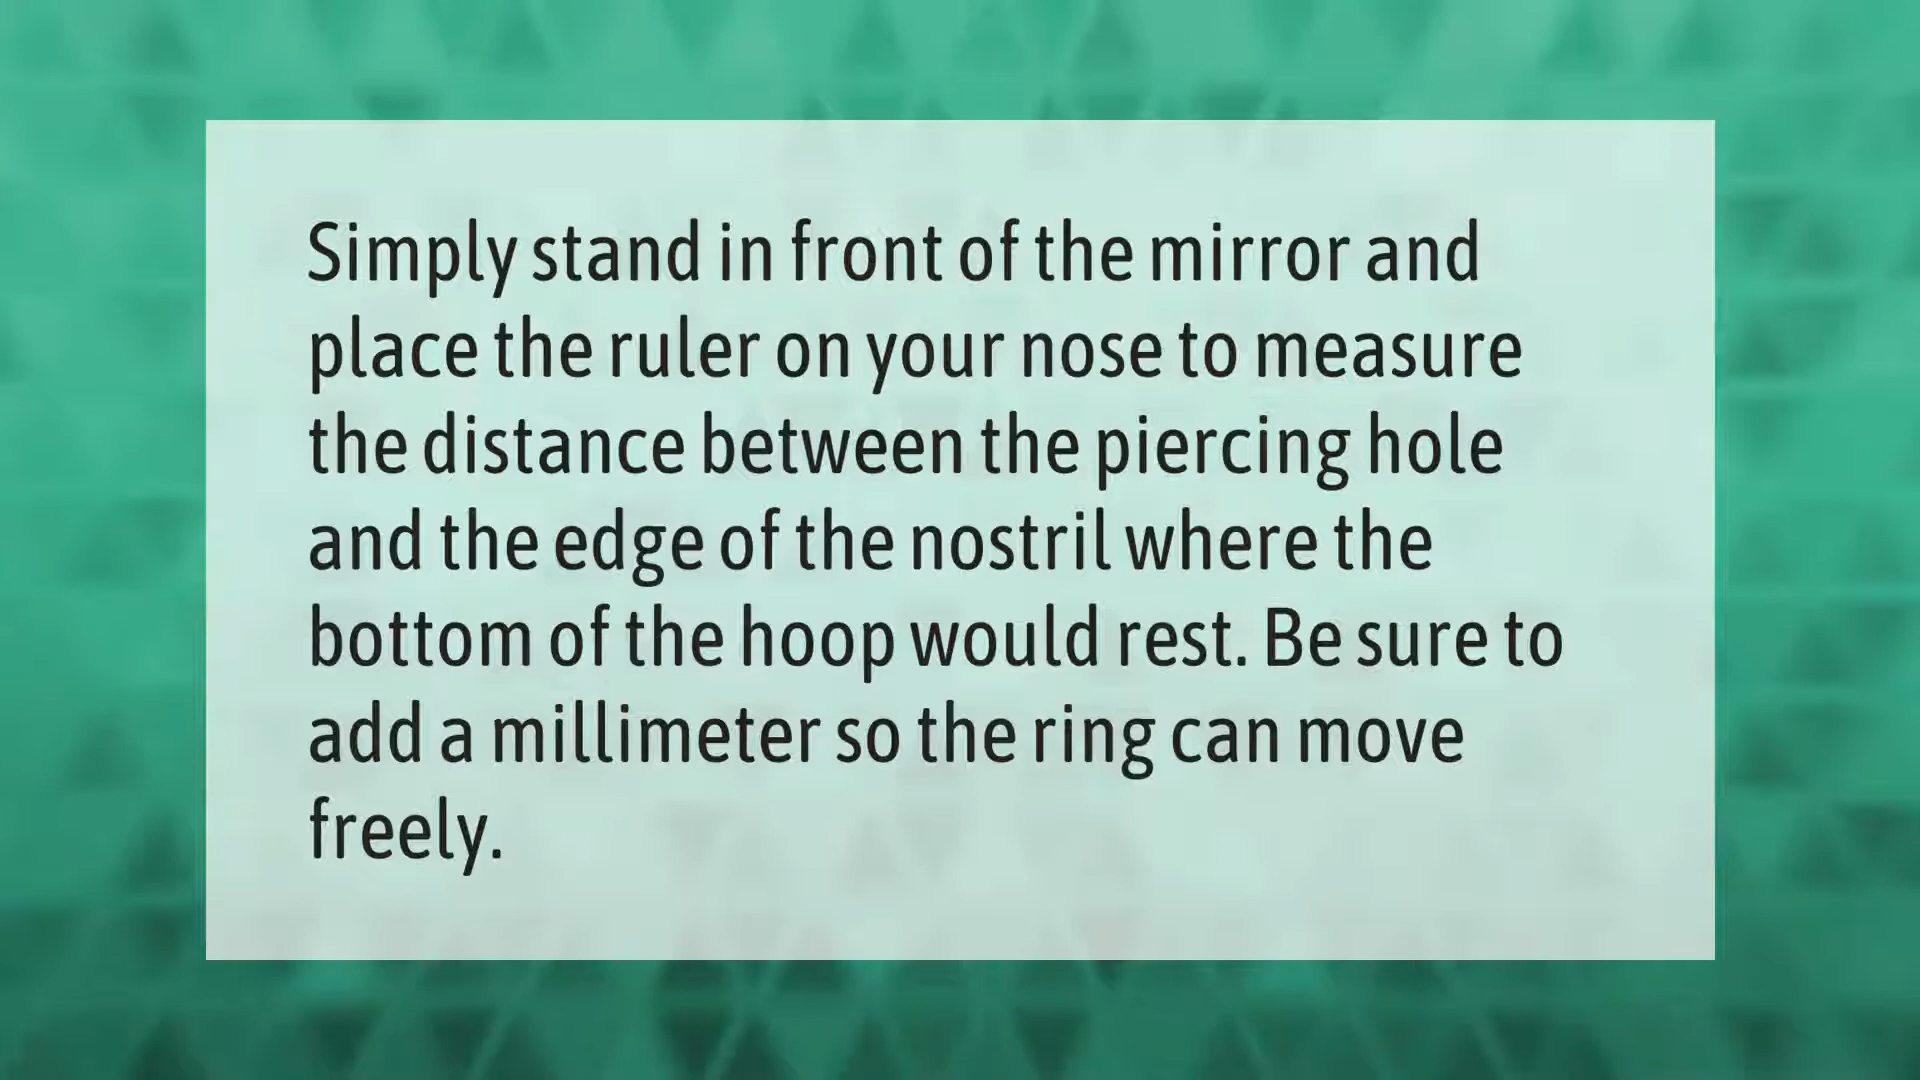 Simply stand in front of the mirror and
place the ruler on your nose to measure
the distance between the piercing hole
and the edge of the nostril where the
bottom of the hoop would rest. Be sure to
add a millimeter so the ring can move
freely.